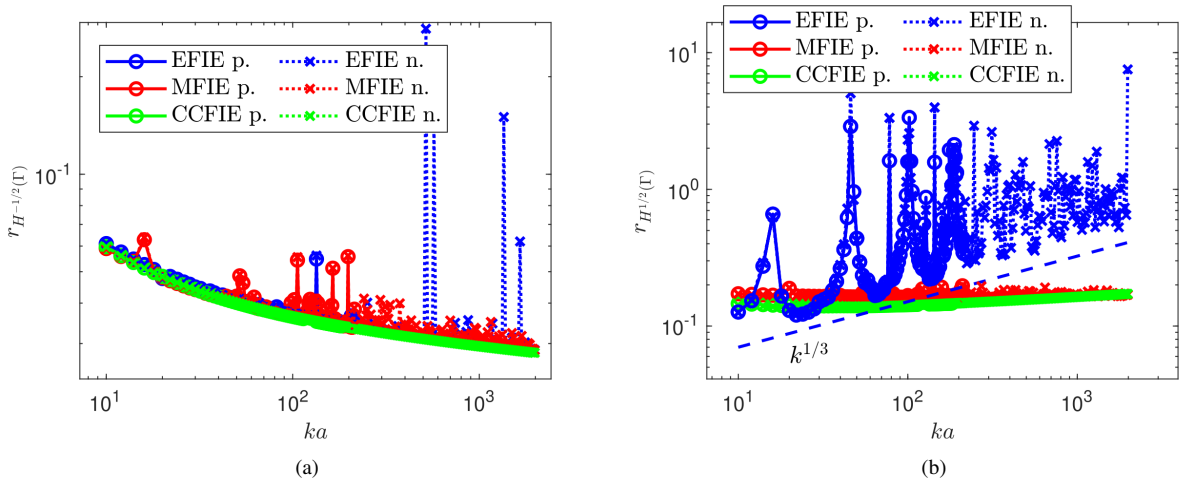 EFIE p. EFIE n.
MFIE p. MFIE n.
CCFIE p. CCFIE n.
10^{-1}
r_{H^{-1/2}(Γ)}
10^1 10^2 10^3
ka
(a)
EFIE p. EFIE n.
MFIE p. MFIE n.
CCFIE p. CCFIE n.
10^1
10^0
10^{-1}
r_{H^{1/2}(Γ)}
k^{1/3}
10^1 10^2 10^3
ka
(b)